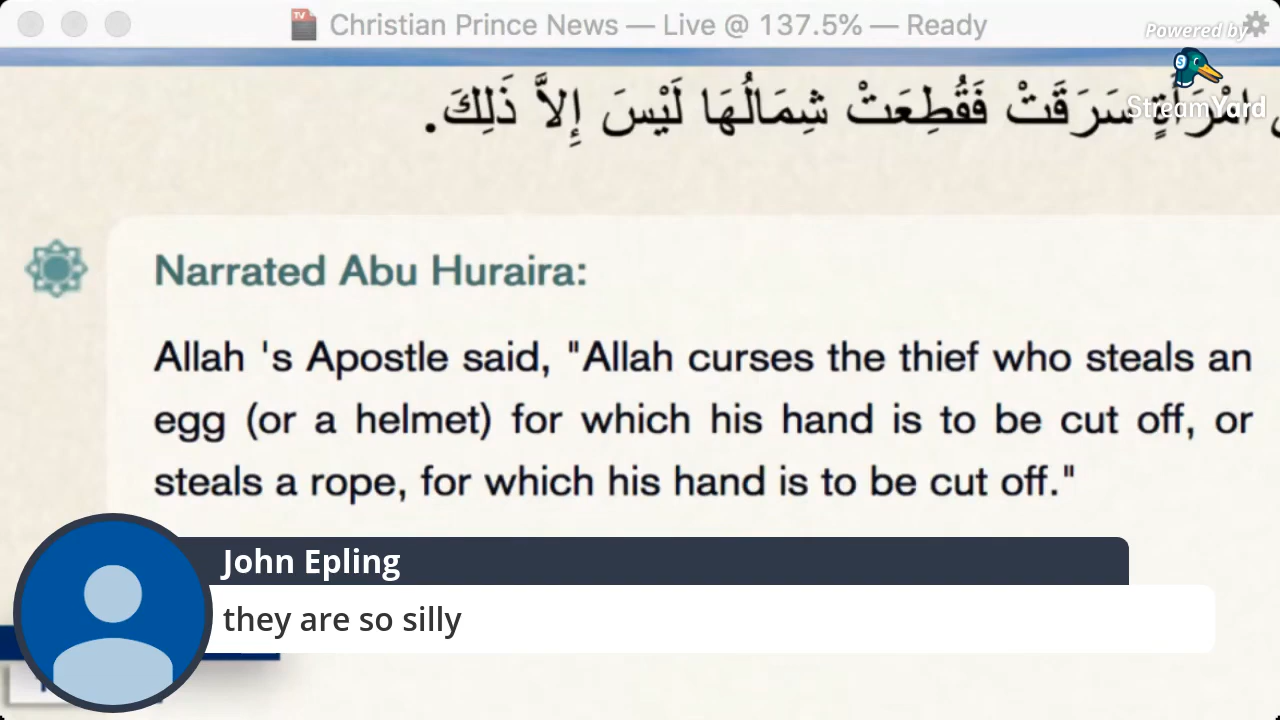 Christian Prince News — Live @ 137.5% — Ready
Powered by
StreamYard
امْرَأَةٍ سَرَقَتْ فَقُطِعَتْ شِمَالُهَا لَيْسَ إِلاَّ ذَلِكَ.
Narrated Abu Huraira:
Allah 's Apostle said, "Allah curses the thief who steals an
egg (or a helmet) for which his hand is to be cut off, or
steals a rope, for which his hand is to be cut off."
John Epling
they are so silly